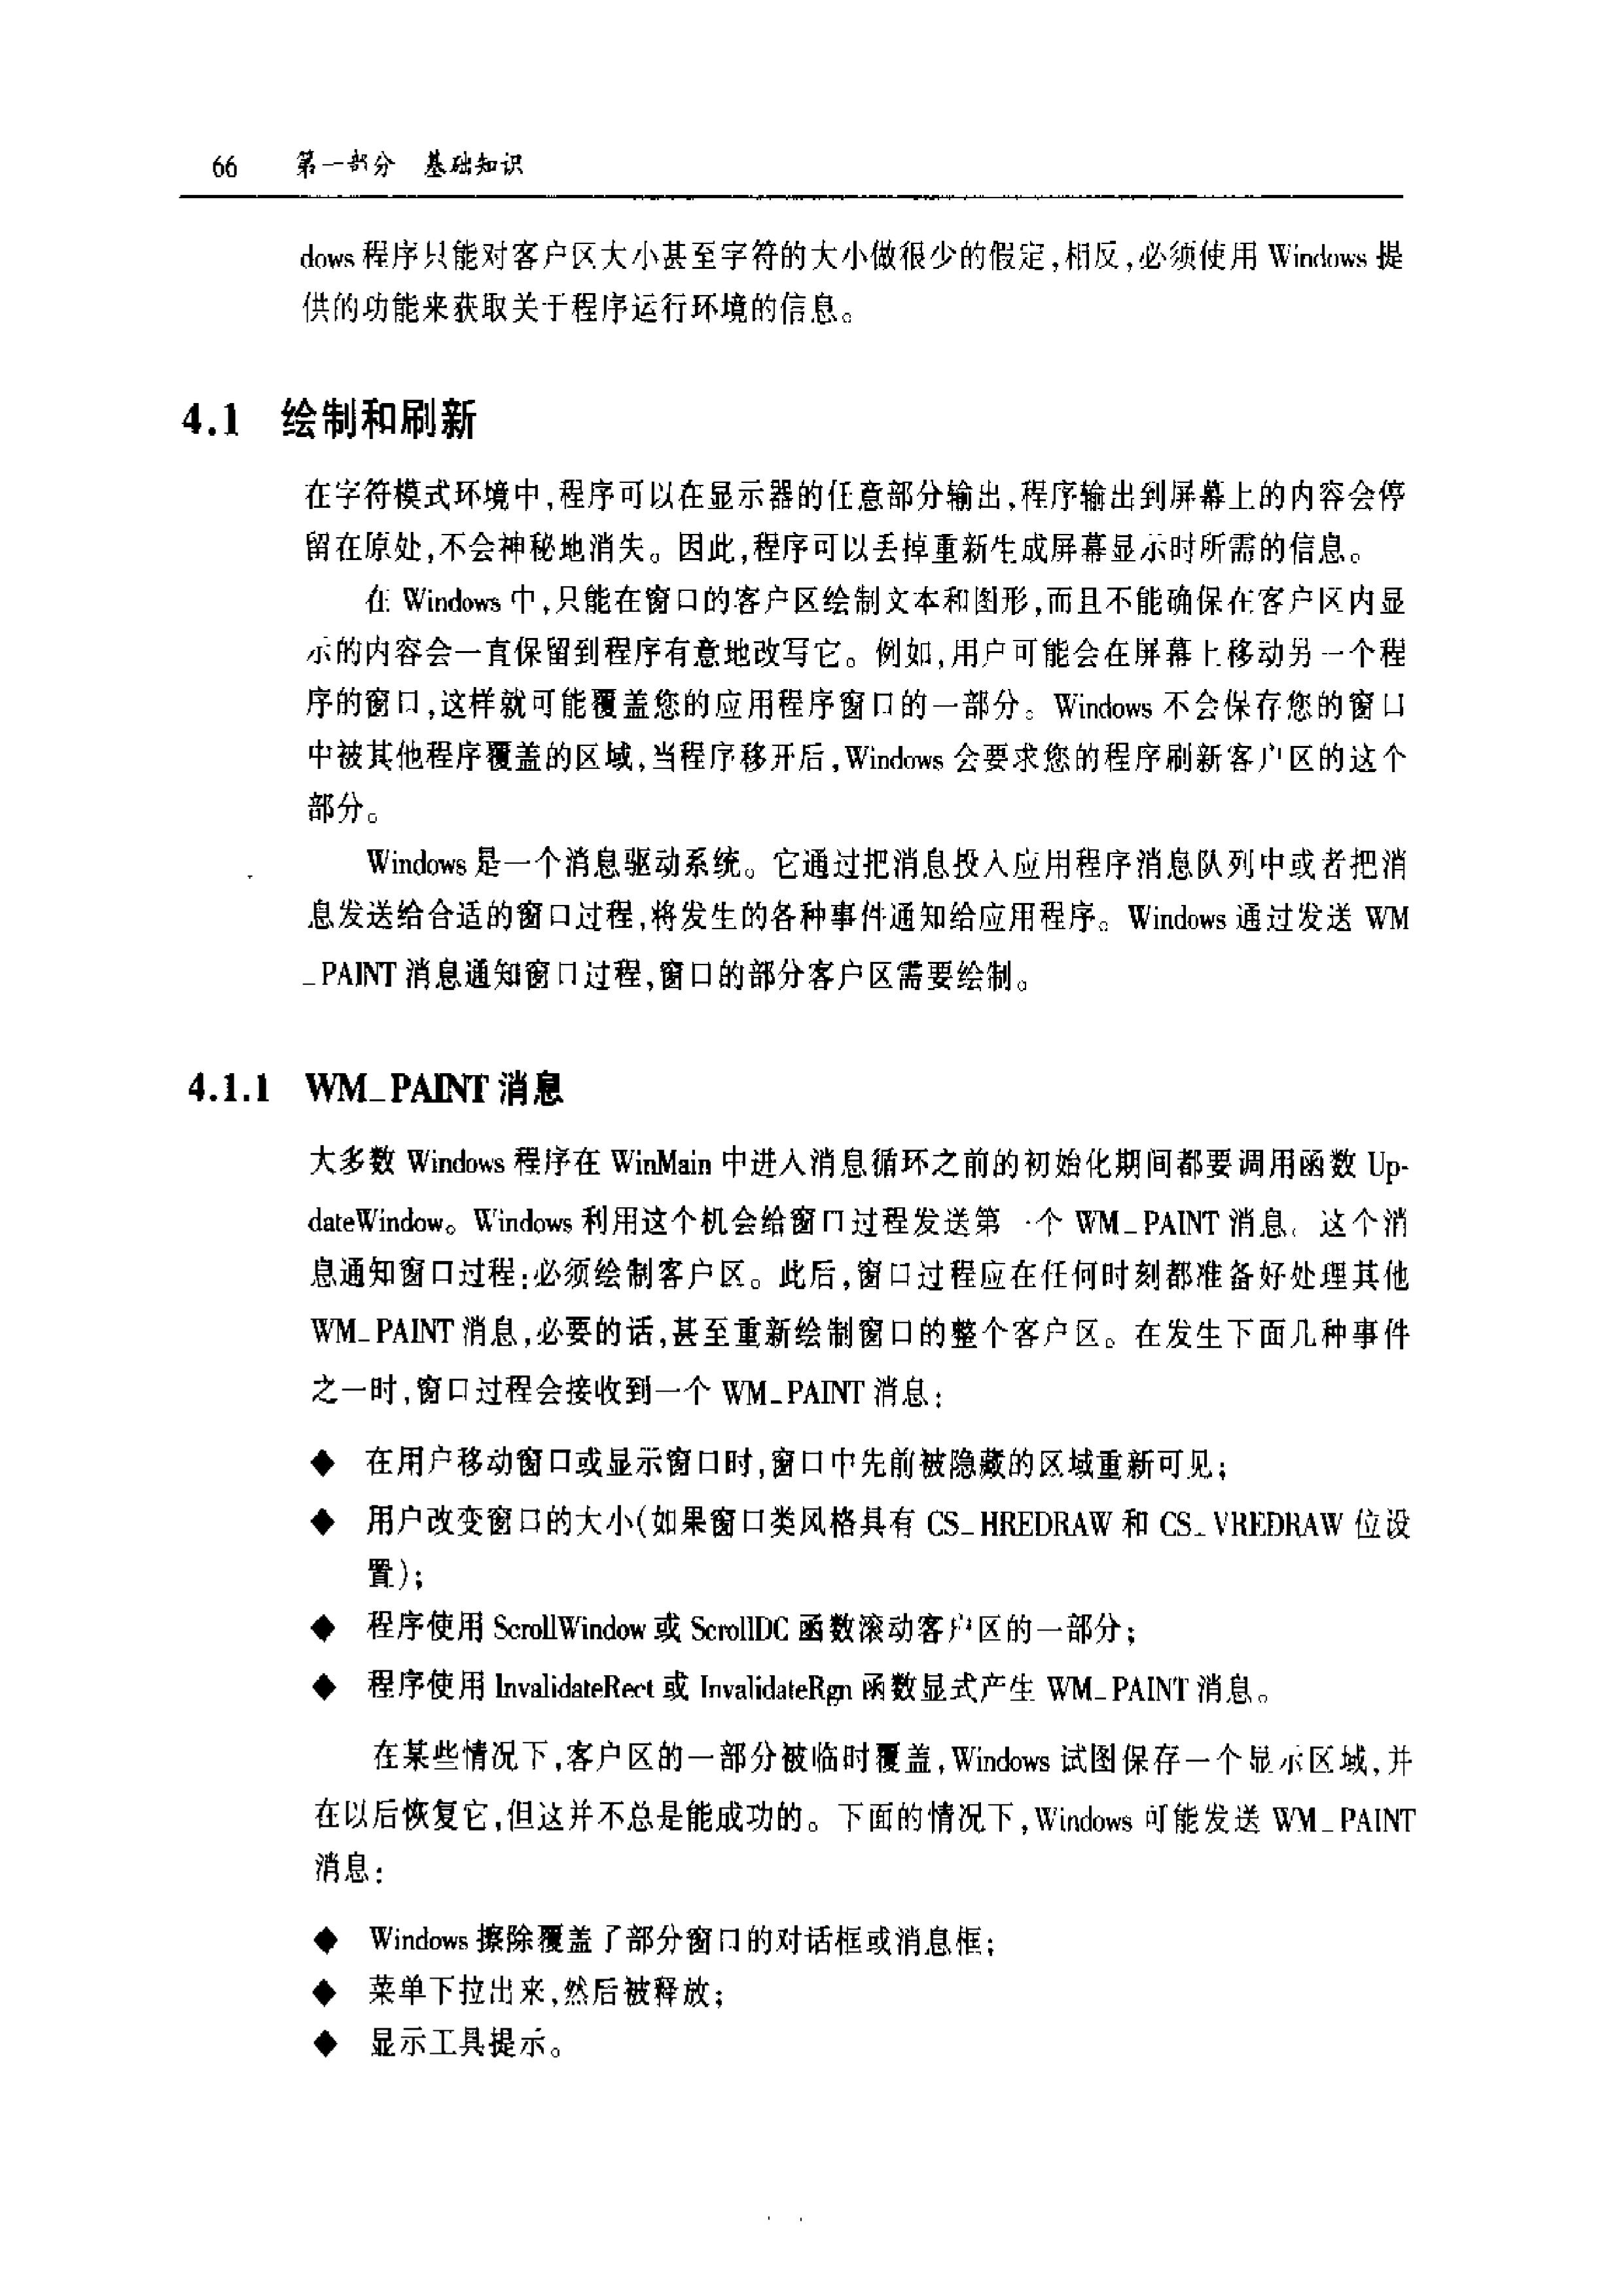 66 第一部分 基础知识
dows 程序只能对客户区大小甚至字符的大小做很少的假定,相反,必须使用 Windows 提
供的功能来获取关于程序运行环境的信息。
4.1 绘制和刷新
在字符模式环境中,程序可以在显示器的任意部分输出,程序输出到屏幕上的内容会停
留在原处,不会神秘地消失。因此,程序可以丢掉重新生成屏幕显示时所需的信息。
在 Windows 中,只能在窗口的客户区绘制文本和图形,而且不能确保在客户区内显
示的内容会一直保留到程序有意地改写它。例如,用户可能会在屏幕上移动另一个程
序的窗口,这样就可能覆盖您的应用程序窗口的一部分。Windows 不会保存您的窗口
中被其他程序覆盖的区域,当程序移开后,Windows 会要求您的程序刷新客户区的这个
部分。
Windows 是一个消息驱动系统。它通过把消息投入应用程序消息队列中或者把消
息发送给合适的窗口过程,将发生的各种事件通知给应用程序。Windows 通过发送 WM
_PAINT 消息通知窗口过程,窗口的部分客户区需要绘制。
4.1.1 WM_PAINT 消息
大多数 Windows 程序在 WinMain 中进入消息循环之前的初始化期间都要调用函数 Up-
dateWindow。Windows 利用这个机会给窗口过程发送第一个 WM_PAINT 消息。这个消
息通知窗口过程:必须绘制客户区。此后,窗口过程应在任何时刻都准备好处理其他
WM_PAINT 消息,必要的话,甚至重新绘制窗口的整个客户区。在发生下面几种事件
之一时,窗口过程会接收到一个 WM_PAINT 消息:
◆ 在用户移动窗口或显示窗口时,窗口中先前被隐藏的区域重新可见;
◆ 用户改变窗口的大小(如果窗口类风格具有 CS_HREDRAW 和 CS_VREDRAW 位设
置);
◆ 程序使用 ScrollWindow 或 ScrollDC 函数滚动客户区的一部分;
◆ 程序使用 InvalidateRect 或 InvalidateRgn 函数显式产生 WM_PAINT 消息。
在某些情况下,客户区的一部分被临时覆盖,Windows 试图保存一个显示区域,并
在以后恢复它,但这并不总是能成功的。下面的情况下,Windows 可能发送 WM_PAINT
消息:
◆ Windows 擦除覆盖了部分窗口的对话框或消息框;
◆ 菜单下拉出来,然后被释放;
◆ 显示工具提示。